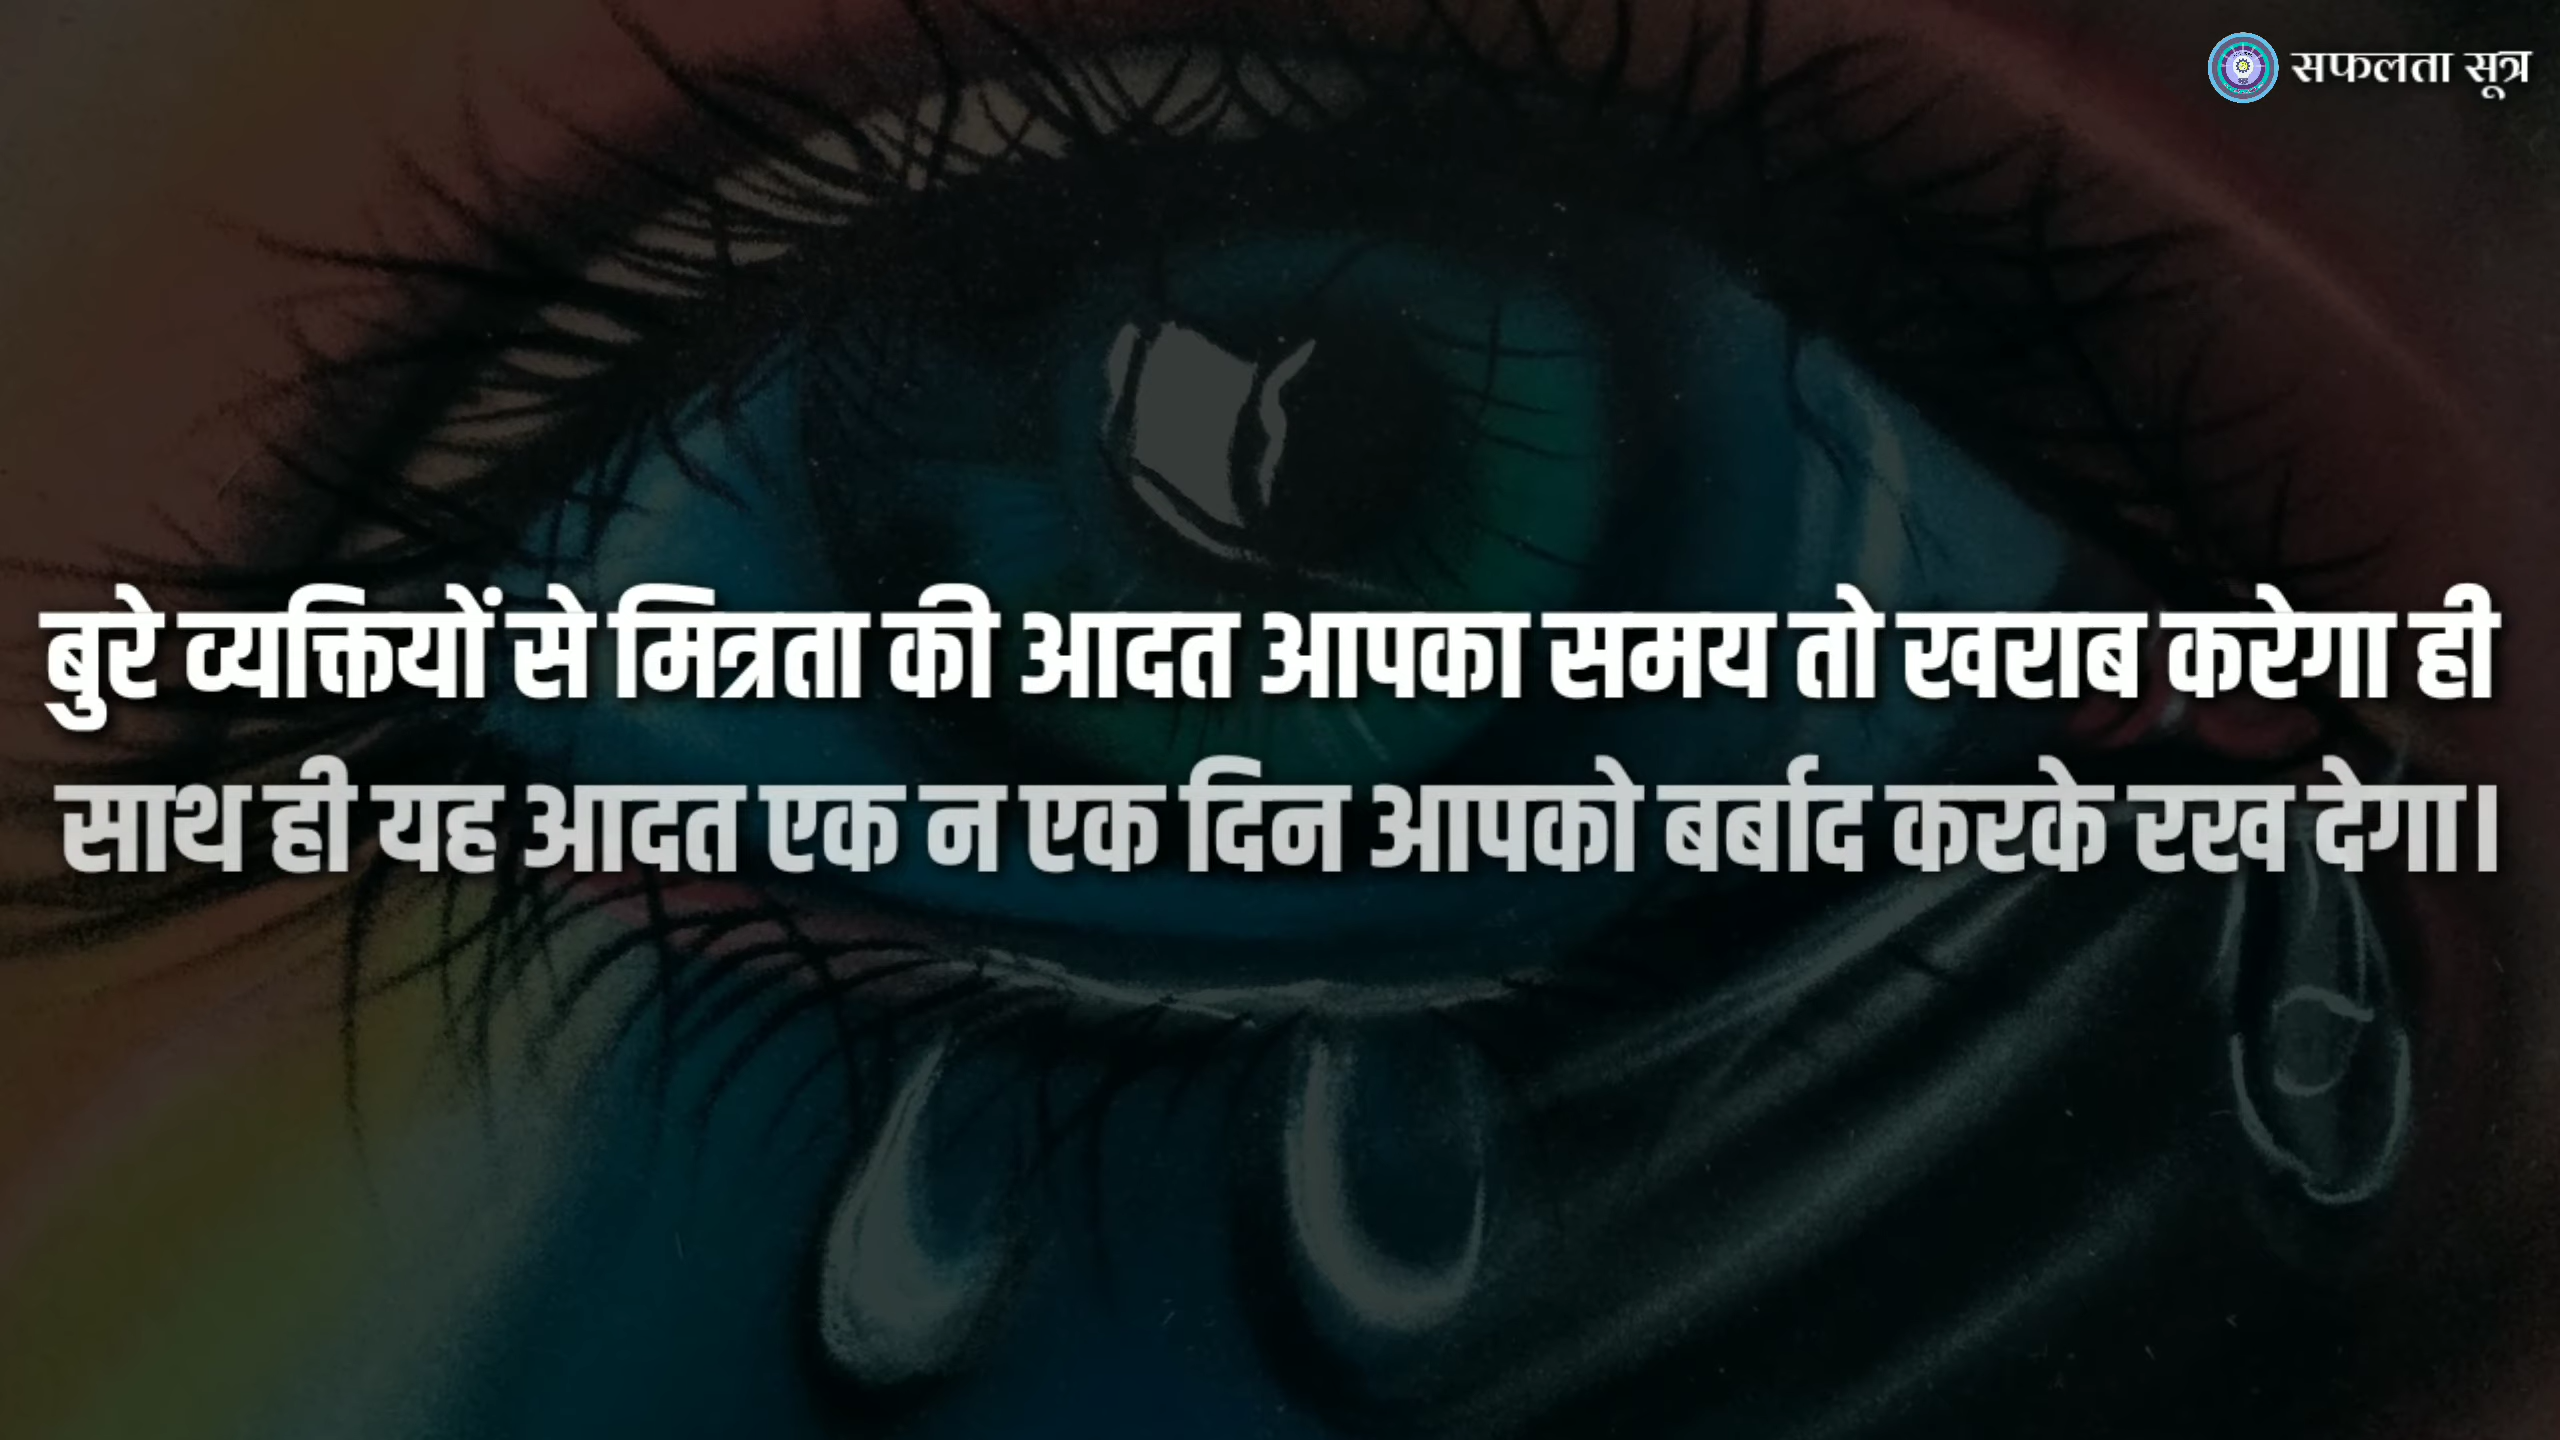 सफलता सूत्र
बुरे व्यक्तियों से मित्रता की आदत आपका समय तो खराब करेगा ही
साथ ही यह आदत एक न एक दिन आपको बर्बाद करके रख देगा।